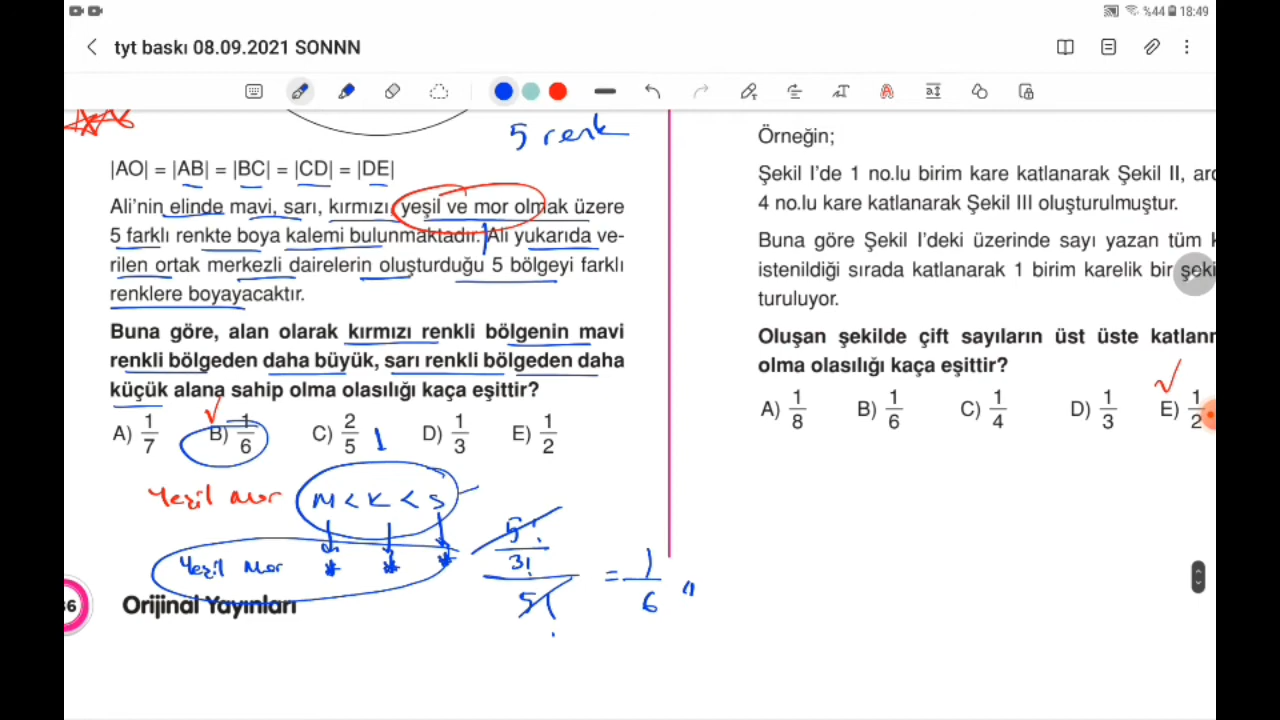 %44 18:49
tyt baskı 08.09.2021 SONNN
5 renk
|AO| = |AB| = |BC| = |CD| = |DE|
Ali'nin elinde mavi, sarı, kırmızı yeşil ve mor olmak üzere
5 farklı renkte boya kalemi bulunmaktadır. Ali yukarıda ve-
rilen ortak merkezli dairelerin oluşturduğu 5 bölgeyi farklı
renklere boyayacaktır.
Buna göre, alan olarak kırmızı renkli bölgenin mavi
renkli bölgeden daha büyük, sarı renkli bölgeden daha
küçük alana sahip olma olasılığı kaça eşittir?
A) 1/7 B) 1/6 C) 2/5 D) 1/3 E) 1/2
1
Yeşil Mor M < K < S
Yeşil Mor * * *
5!/3! / 5! = 1/6 "
36 Orijinal Yayınları
Örneğin;
Şekil I'de 1 no.lu birim kare katlanarak Şekil II, ar
4 no.lu kare katlanarak Şekil III oluşturulmuştur.
Buna göre Şekil I'deki üzerinde sayı yazan tüm k
istenildiği sırada katlanarak 1 birim karelik bir şeki
turuluyor.
Oluşan şekilde çift sayıların üst üste katlanr
olma olasılığı kaça eşittir?
A) 1/8 B) 1/6 C) 1/4 D) 1/3 E) 1/2